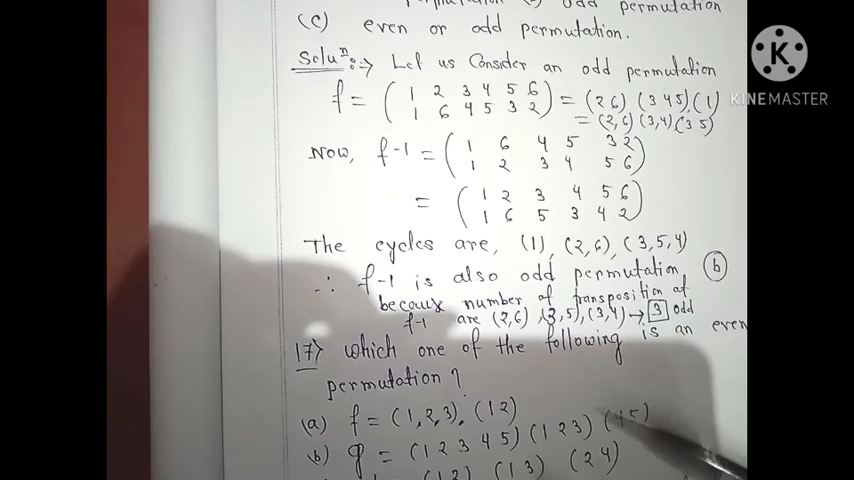 permutation odd permutation
(c) even or odd permutation.
Soluⁿ:→ Let us Consider an odd permutation
f = ( 1 2 3 4 5 6 ) = (2 6) (3 4 5) (1)
1 6 4 5 3 2 = (2,6) (3,4) (3 5)
Now, f-1 = ( 1 6 4 5 3 2 )
1 2 3 4 5 6
= ( 1 2 3 4 5 6 )
1 6 5 3 4 2
The cycles are, (1), (2,6), (3,5,4)
∴ f-1 is also odd permutation (b)
because number of transposition of
f-1 are (2,6), (3,5), (3,4) → 3 odd
17) which one of the following is an even
permutation?
(a) f = (1,2,3). (1 2)
(b) g = (1 2 3 4 5) (1 2 3) (4 5)
(1 2) (1 3) (2 4)
K
KINEMASTER